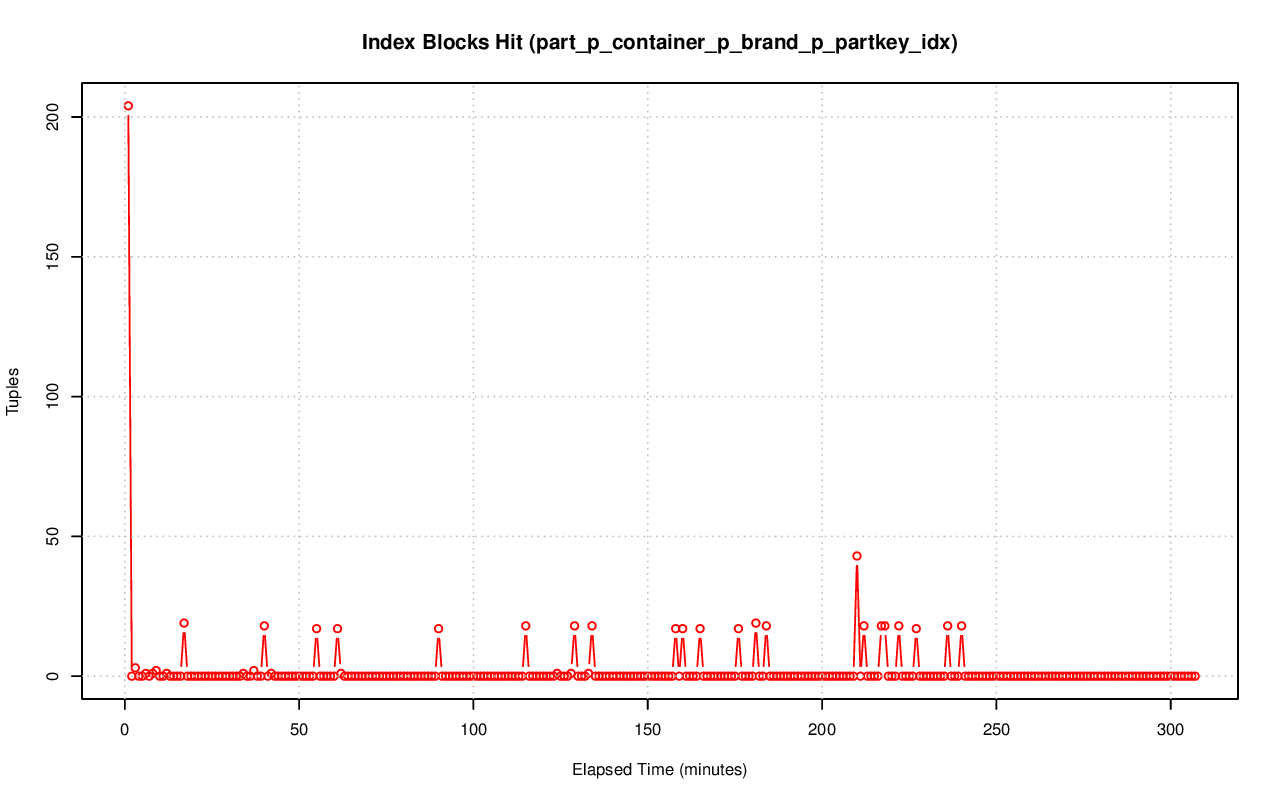 Index Blocks Hit (part_p_container_p_brand_p_partkey_idx)
Tuples
200
150
100
50
0
0 50 100 150 200 250 300
Elapsed Time (minutes)